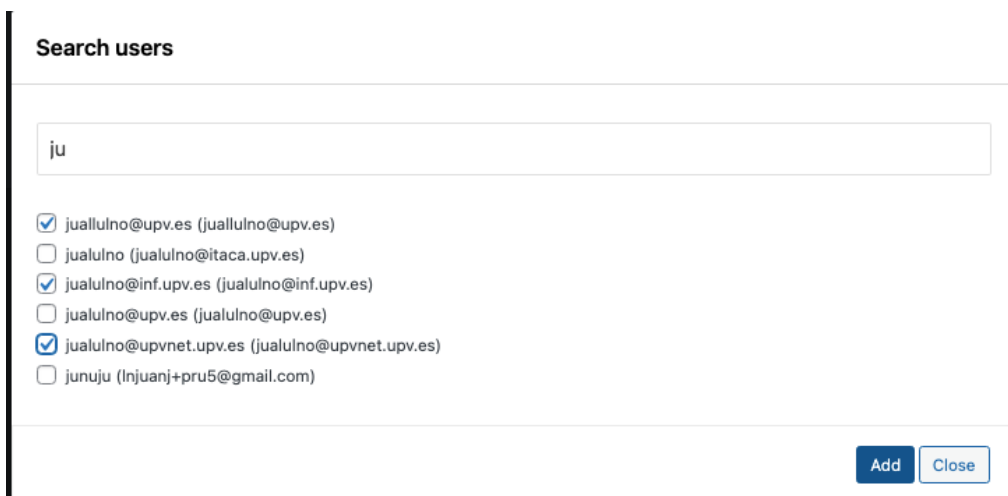 Search users
ju
juallulno@upv.es (juallulno@upv.es)
jualulno (jualulno@itaca.upv.es)
jualulno@inf.upv.es (jualulno@inf.upv.es)
jualulno@upv.es (jualulno@upv.es)
jualulno@upvnet.upv.es (jualulno@upvnet.upv.es)
junuju (lnjuanj+pru5@gmail.com)
Add Close